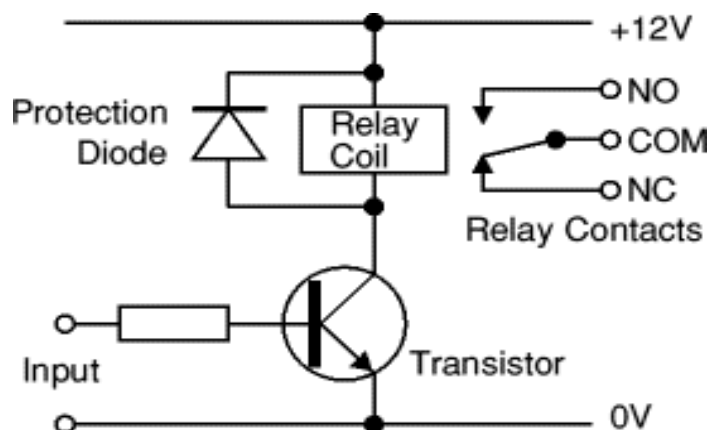 +12V
Protection
Diode
Relay
Coil
NO
COM
NC
Relay Contacts
Input
Transistor
0V